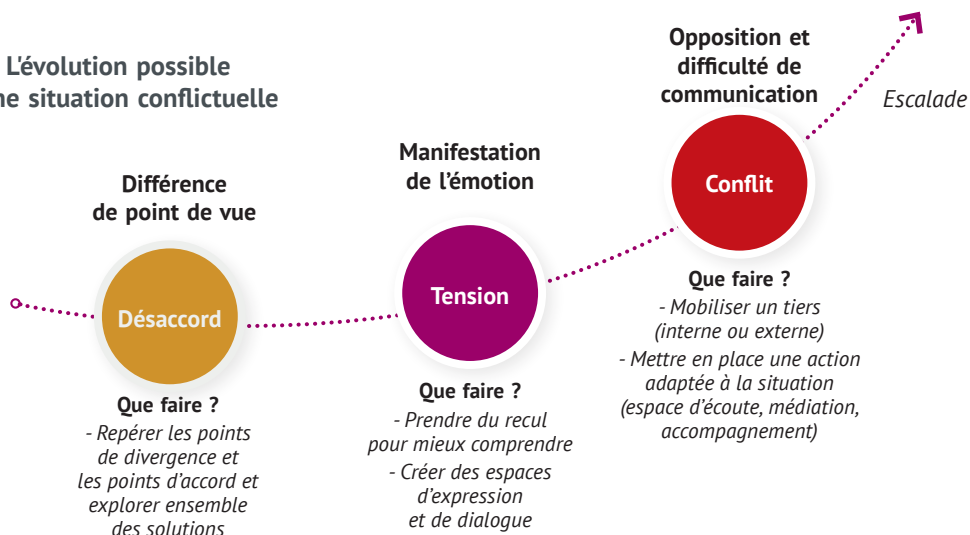 L'évolution possible
ne situation conflictuelle
Différence
de point de vue
Désaccord
Que faire ?
- Repérer les points
de divergence et
les points d'accord et
explorer ensemble
des solutions
Manifestation
de l'émotion
Tension
Que faire ?
- Prendre du recul
pour mieux comprendre
- Créer des espaces
d'expression
et de dialogue
Opposition et
difficulté de
communication
Conflit
Que faire ?
- Mobiliser un tiers
(interne ou externe)
- Mettre en place une action
adaptée à la situation
(espace d'écoute, médiation,
accompagnement)
Escalade